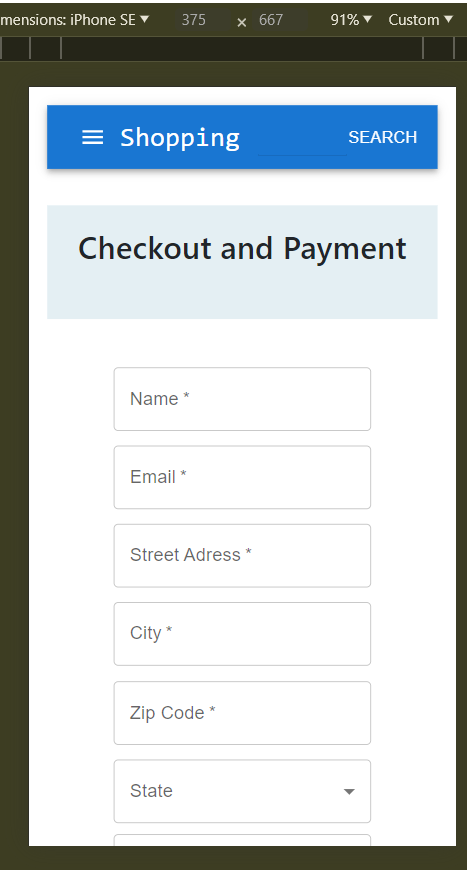 mensions: iPhone SE ▼ 375 × 667 91% ▼ Custom ▼
Shopping SEARCH
Checkout and Payment
Name *
Email *
Street Adress *
City *
Zip Code *
State